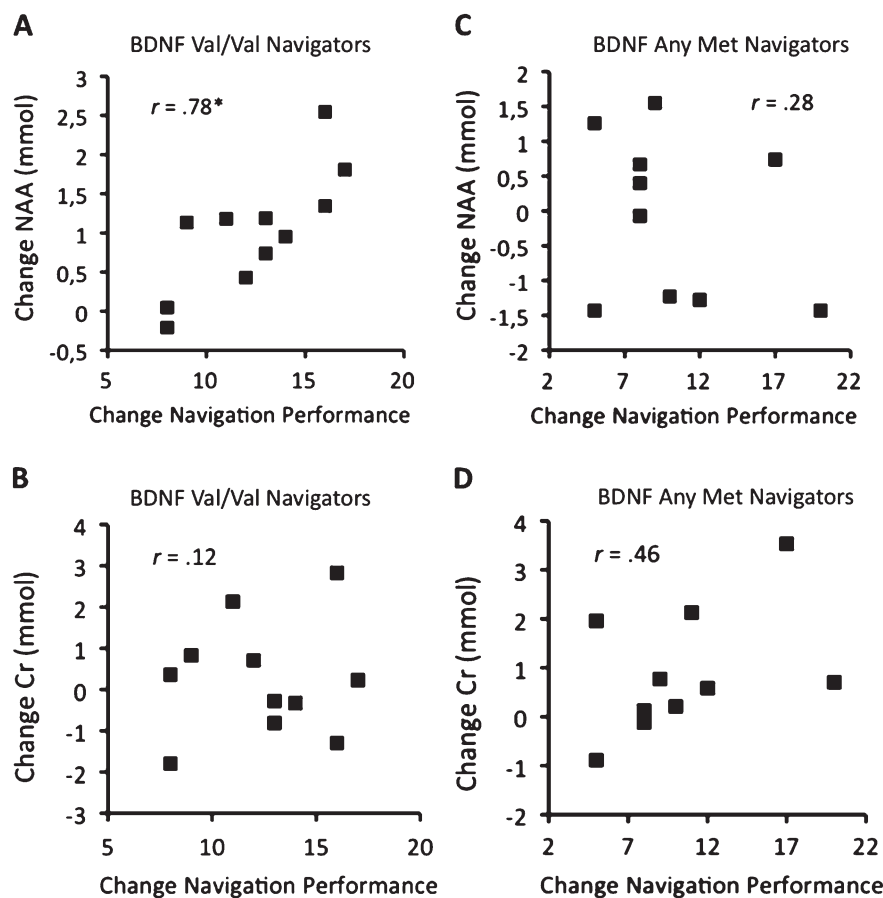 A
BDNF Val/Val Navigators
r = .78*
Change NAA (mmol)
3
2,5
2
1,5
1
0,5
0
-0,5
5 10 15 20
Change Navigation Performance
C
BDNF Any Met Navigators
r = .28
Change NAA (mmol)
2
1,5
1
0,5
0
-0,5
-1
-1,5
-2
2 7 12 17 22
Change Navigation Performance
B
BDNF Val/Val Navigators
r = .12
Change Cr (mmol)
4
3
2
1
0
-1
-2
-3
5 10 15 20
Change Navigation Performance
D
BDNF Any Met Navigators
r = .46
Change Cr (mmol)
4
3
2
1
0
-1
-2
2 7 12 17 22
Change Navigation Performance